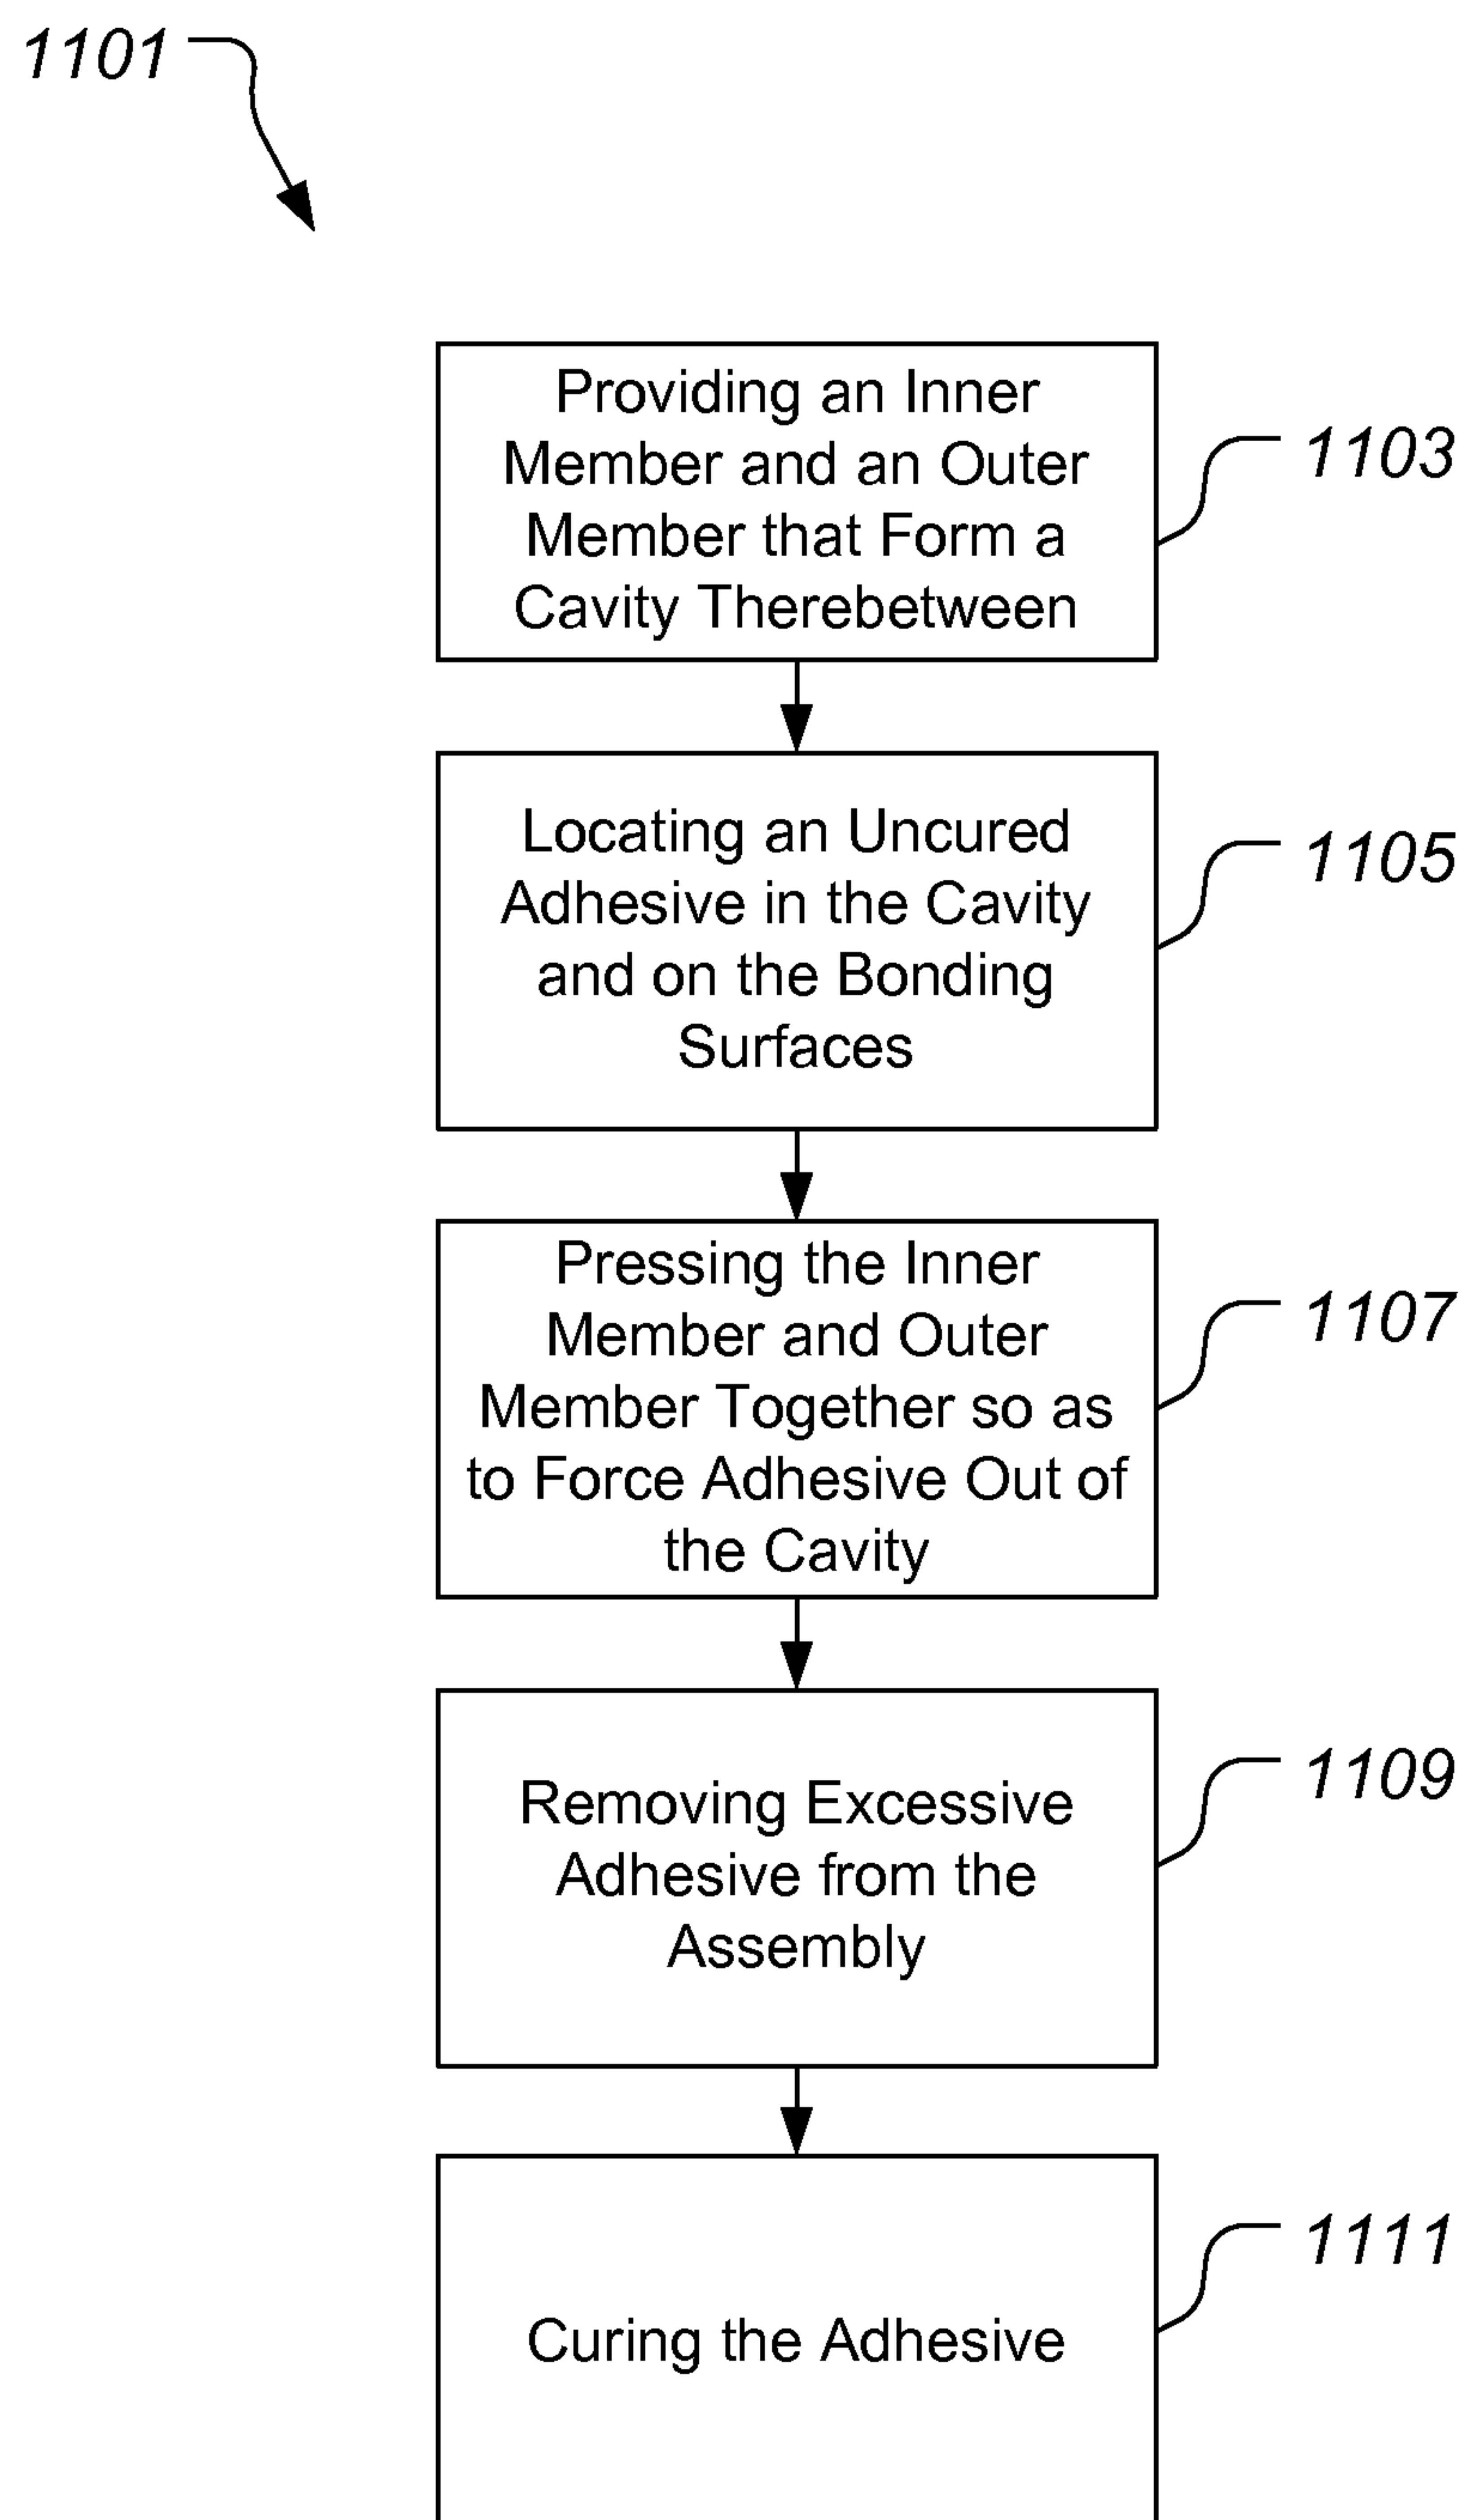 1101
Providing an Inner
Member and an Outer
Member that Form a
Cavity Therebetween
1103
Locating an Uncured
Adhesive in the Cavity
and on the Bonding
Surfaces
1105
Pressing the Inner
Member and Outer
Member Together so as
to Force Adhesive Out of
the Cavity
1107
Removing Excessive
Adhesive from the
Assembly
1109
Curing the Adhesive
1111